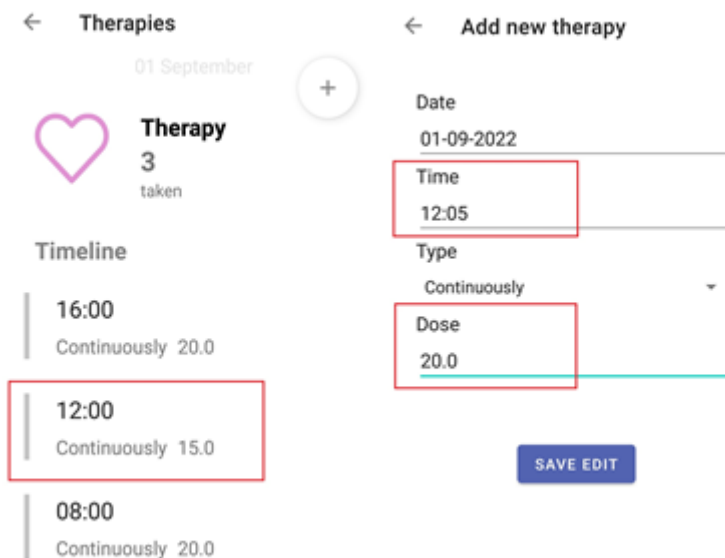 Therapies
01 September
+
Therapy
3
taken
Timeline
16:00
Continuously 20.0
12:00
Continuously 15.0
08:00
Continuously 20.0
Add new therapy
Date
01-09-2022
Time
12:05
Type
Continuously
Dose
20.0
SAVE EDIT